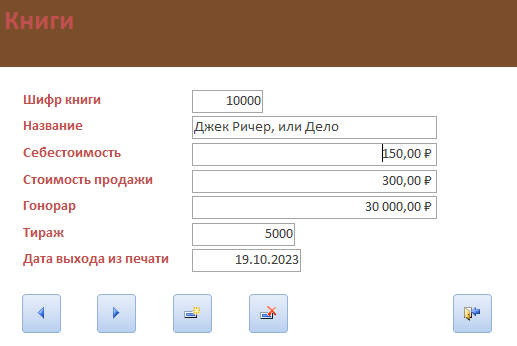 Книги
Шифр книги 10000
Название Джек Ричер, или Дело
Себестоимость 150,00 ₽
Стоимость продажи 300,00 ₽
Гонорар 30 000,00 ₽
Тираж 5000
Дата выхода из печати 19.10.2023